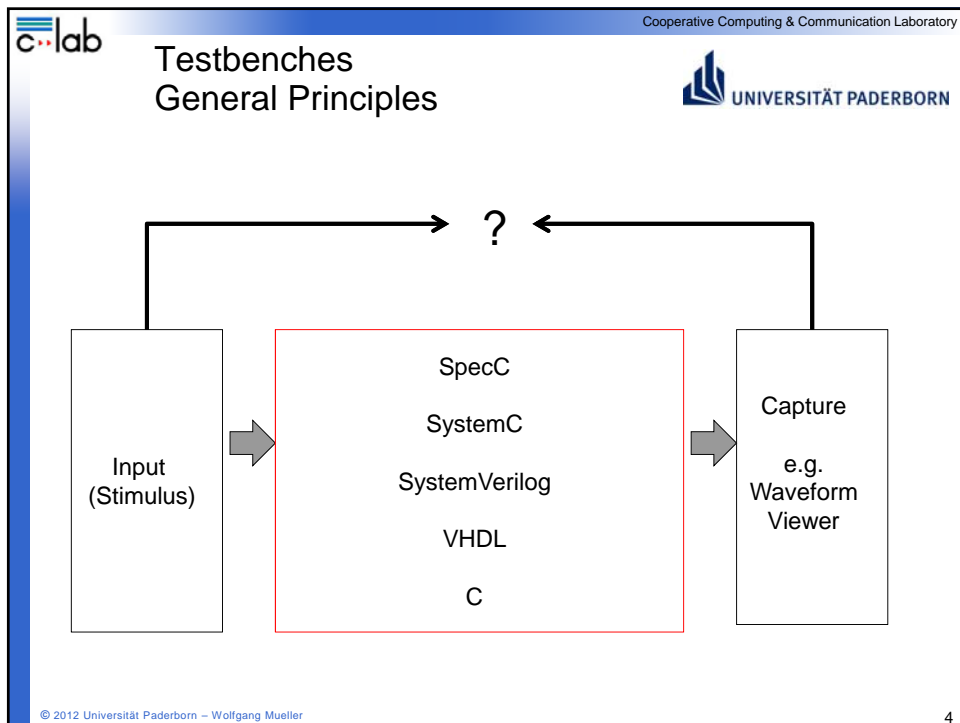 Cooperative Computing & Communication Laboratory
c··lab
Testbenches
General Principles
UNIVERSITÄT PADERBORN
?
Input
(Stimulus)
SpecC
SystemC
SystemVerilog
VHDL
C
Capture
e.g.
Waveform
Viewer
© 2012 Universität Paderborn – Wolfgang Mueller
4